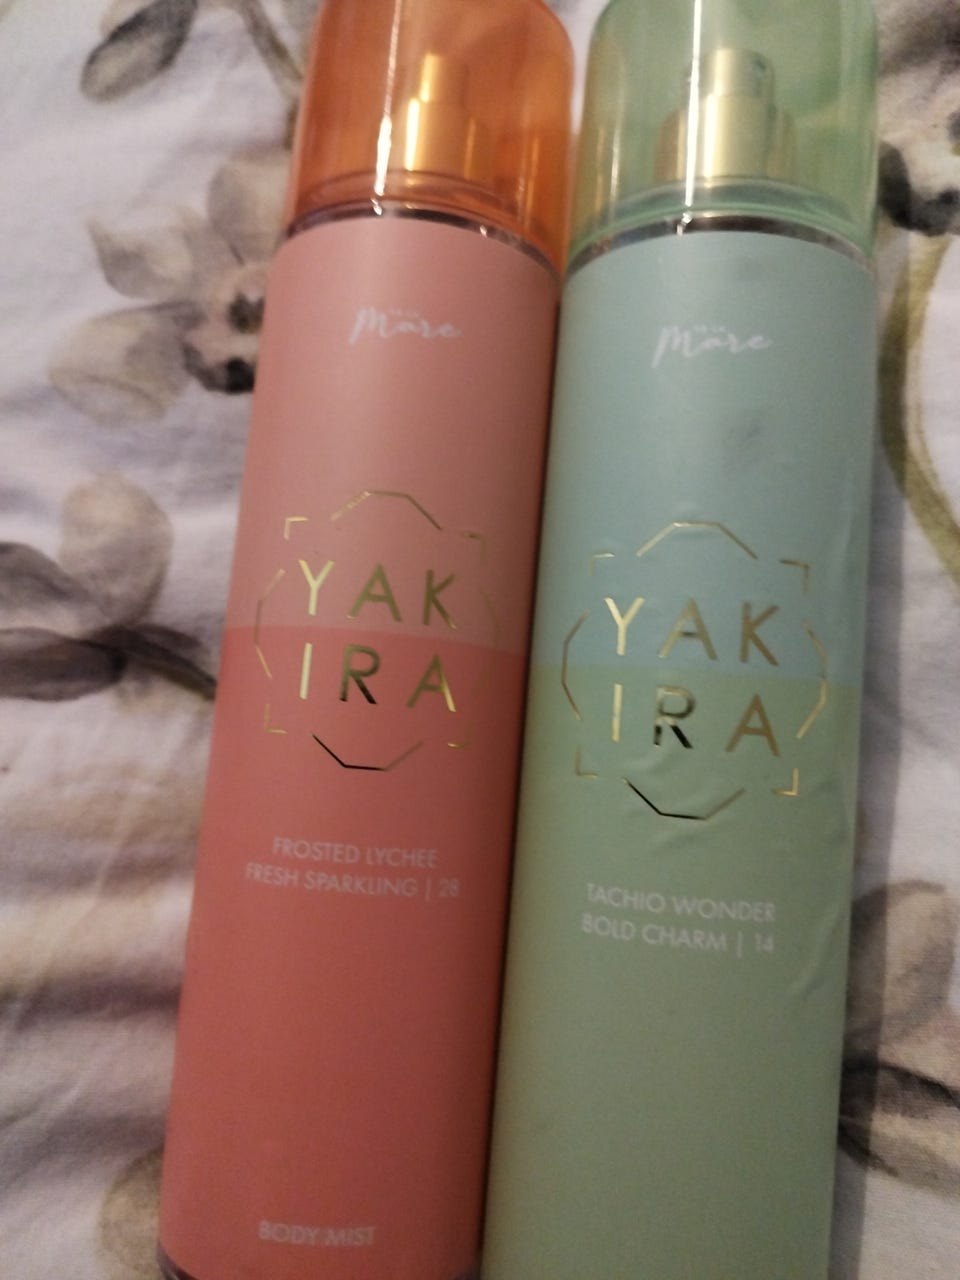 Mare
YAK
IRA
FROSTED LYCHEE
FRESH SPARKLING | 28
BODY MIST
Mare
YAK
IRA
TACHIO WONDER
BOLD CHARM | 14